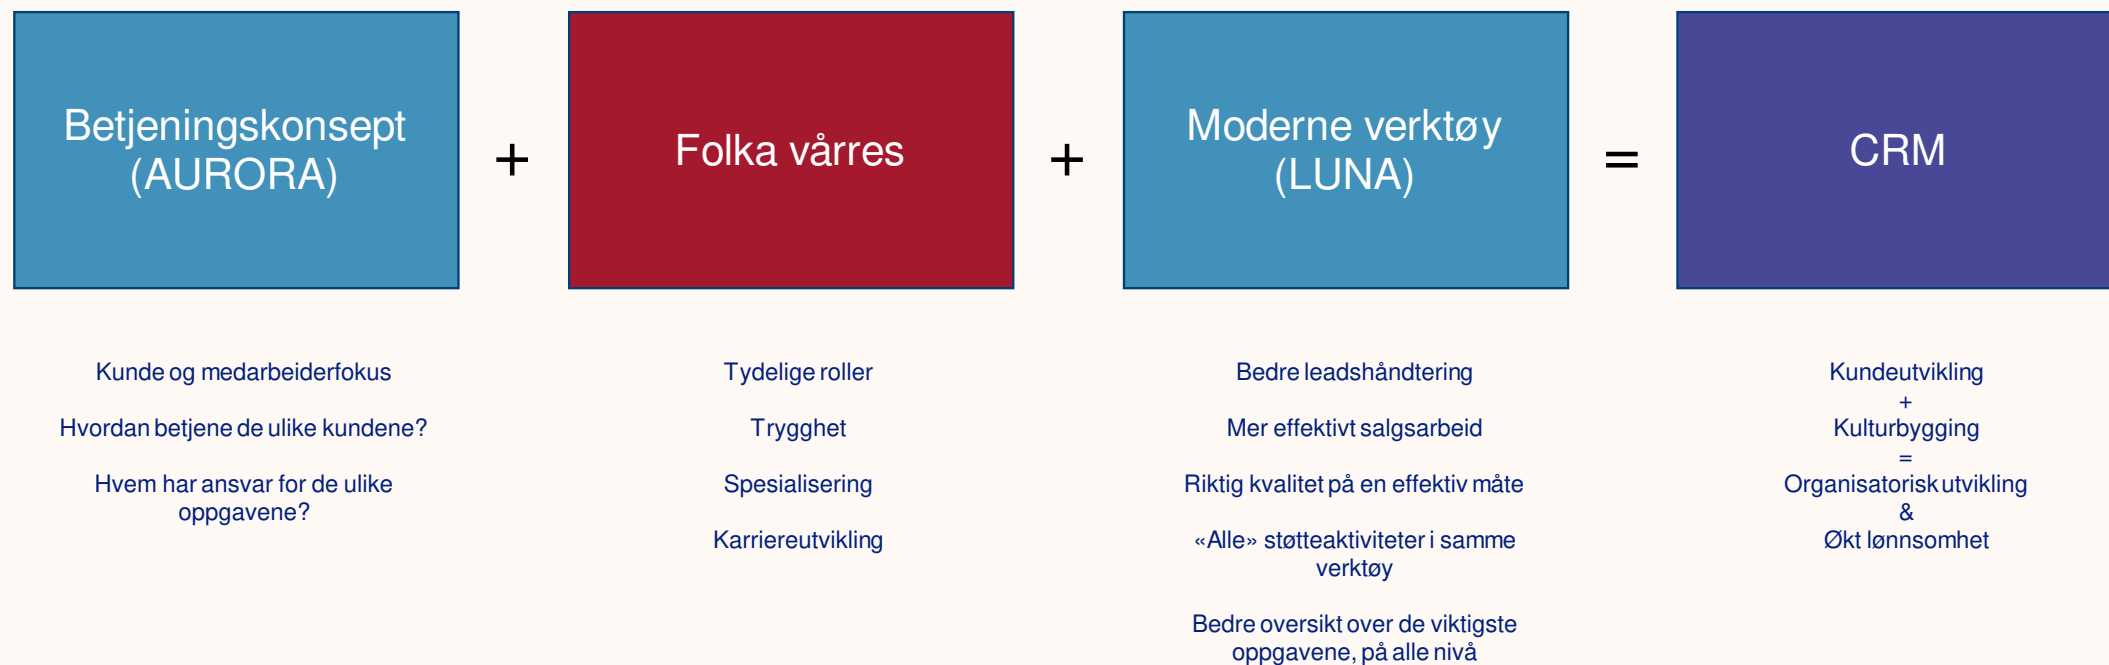 Betjeningskonsept
(AURORA)
+
Folka vårres
+
Moderne verktøy
(LUNA)
=
CRM
Kunde og medarbeiderfokus
Hvordan betjene de ulike kundene?
Hvem har ansvar for de ulike
oppgavene?
Tydelige roller
Trygghet
Spesialisering
Karriereutvikling
Bedre leadshåndtering
Mer effektivt salgsarbeid
Riktig kvalitet på en effektiv måte
«Alle» støtteaktiviteter i samme
verktøy
Bedre oversikt over de viktigste
oppgavene, på alle nivå
Kundeutvikling
+
Kulturbygging
=
Organisatorisk utvikling
&
Økt lønnsomhet